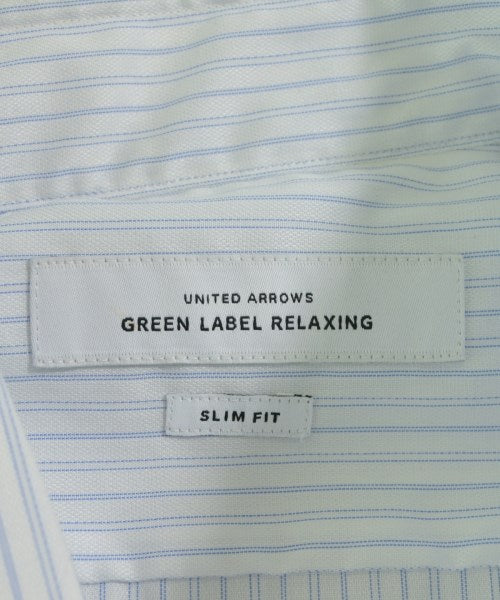 UNITED ARROWS
GREEN LABEL RELAXING
SLIM FIT